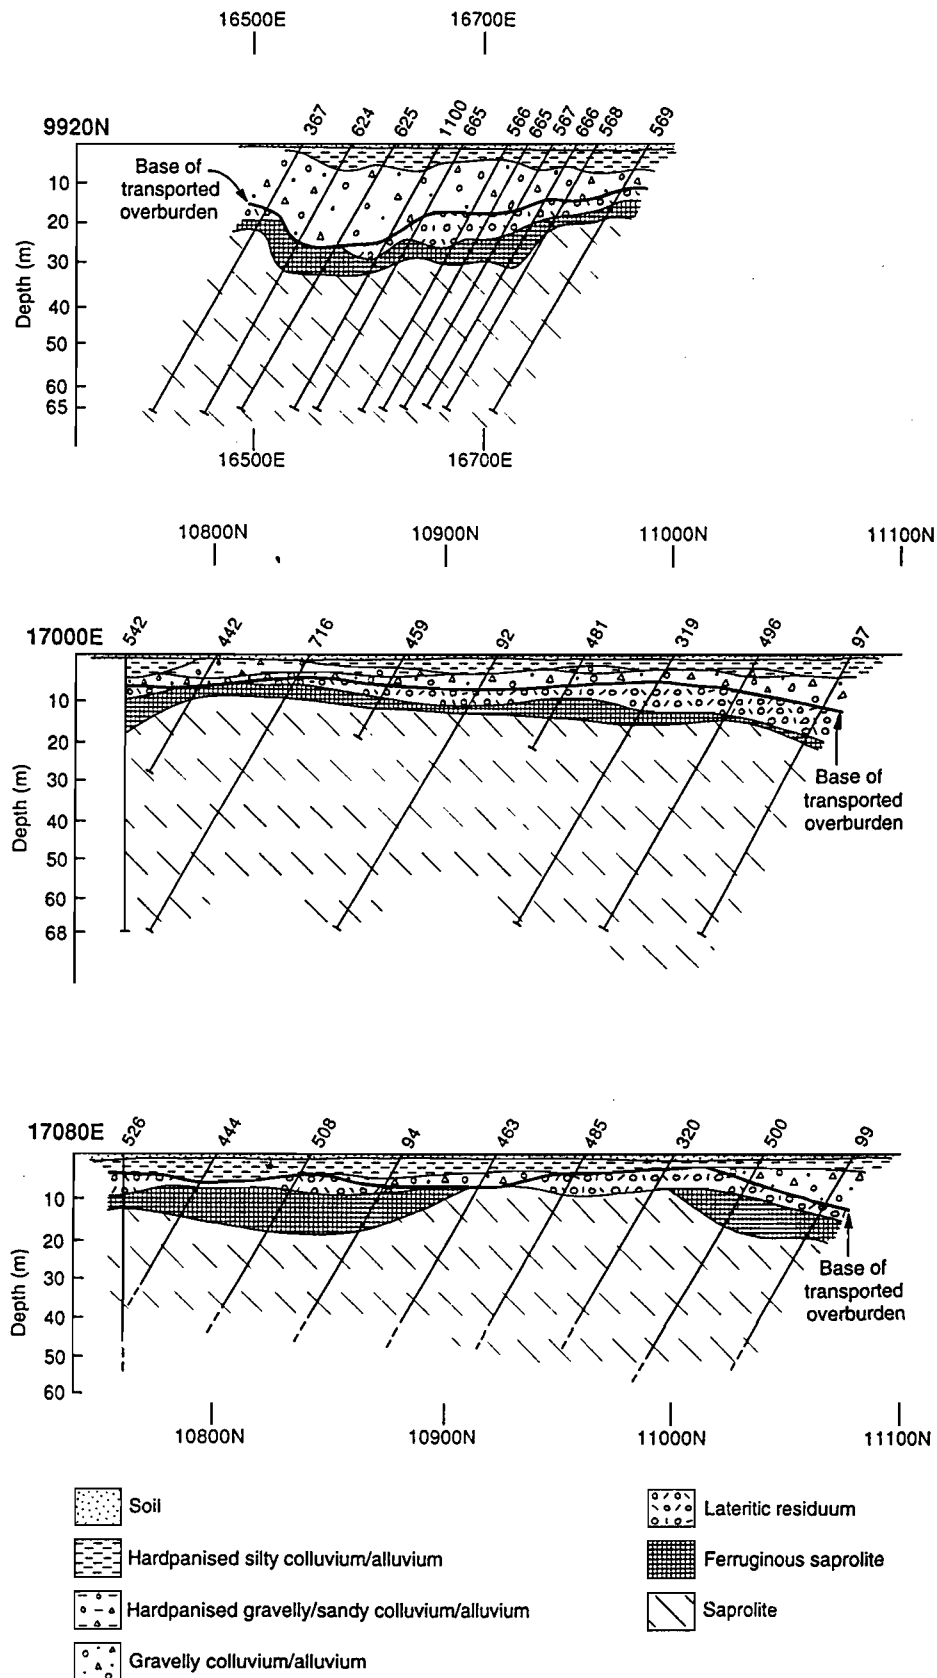 16500E 16700E
9920N
367 624 625 1100 665 566 665 567 666 568 569
Base of
transported
overburden
Depth (m)
10
20
30
40
50
60
65
16500E 16700E
10800N 10900N 11000N 11100N
17000E
542 442 716 459 92 481 319 496 97
Depth (m)
10
20
30
40
50
60
68
Base of
transported
overburden
17080E
526 444 508 94 463 485 320 500 99
Depth (m)
10
20
30
40
50
60
Base of
transported
overburden
10800N 10900N 11000N 11100N
Soil
Hardpanised silty colluvium/alluvium
Hardpanised gravelly/sandy colluvium/alluvium
Gravelly colluvium/alluvium
Lateritic residuum
Ferruginous saprolite
Saprolite